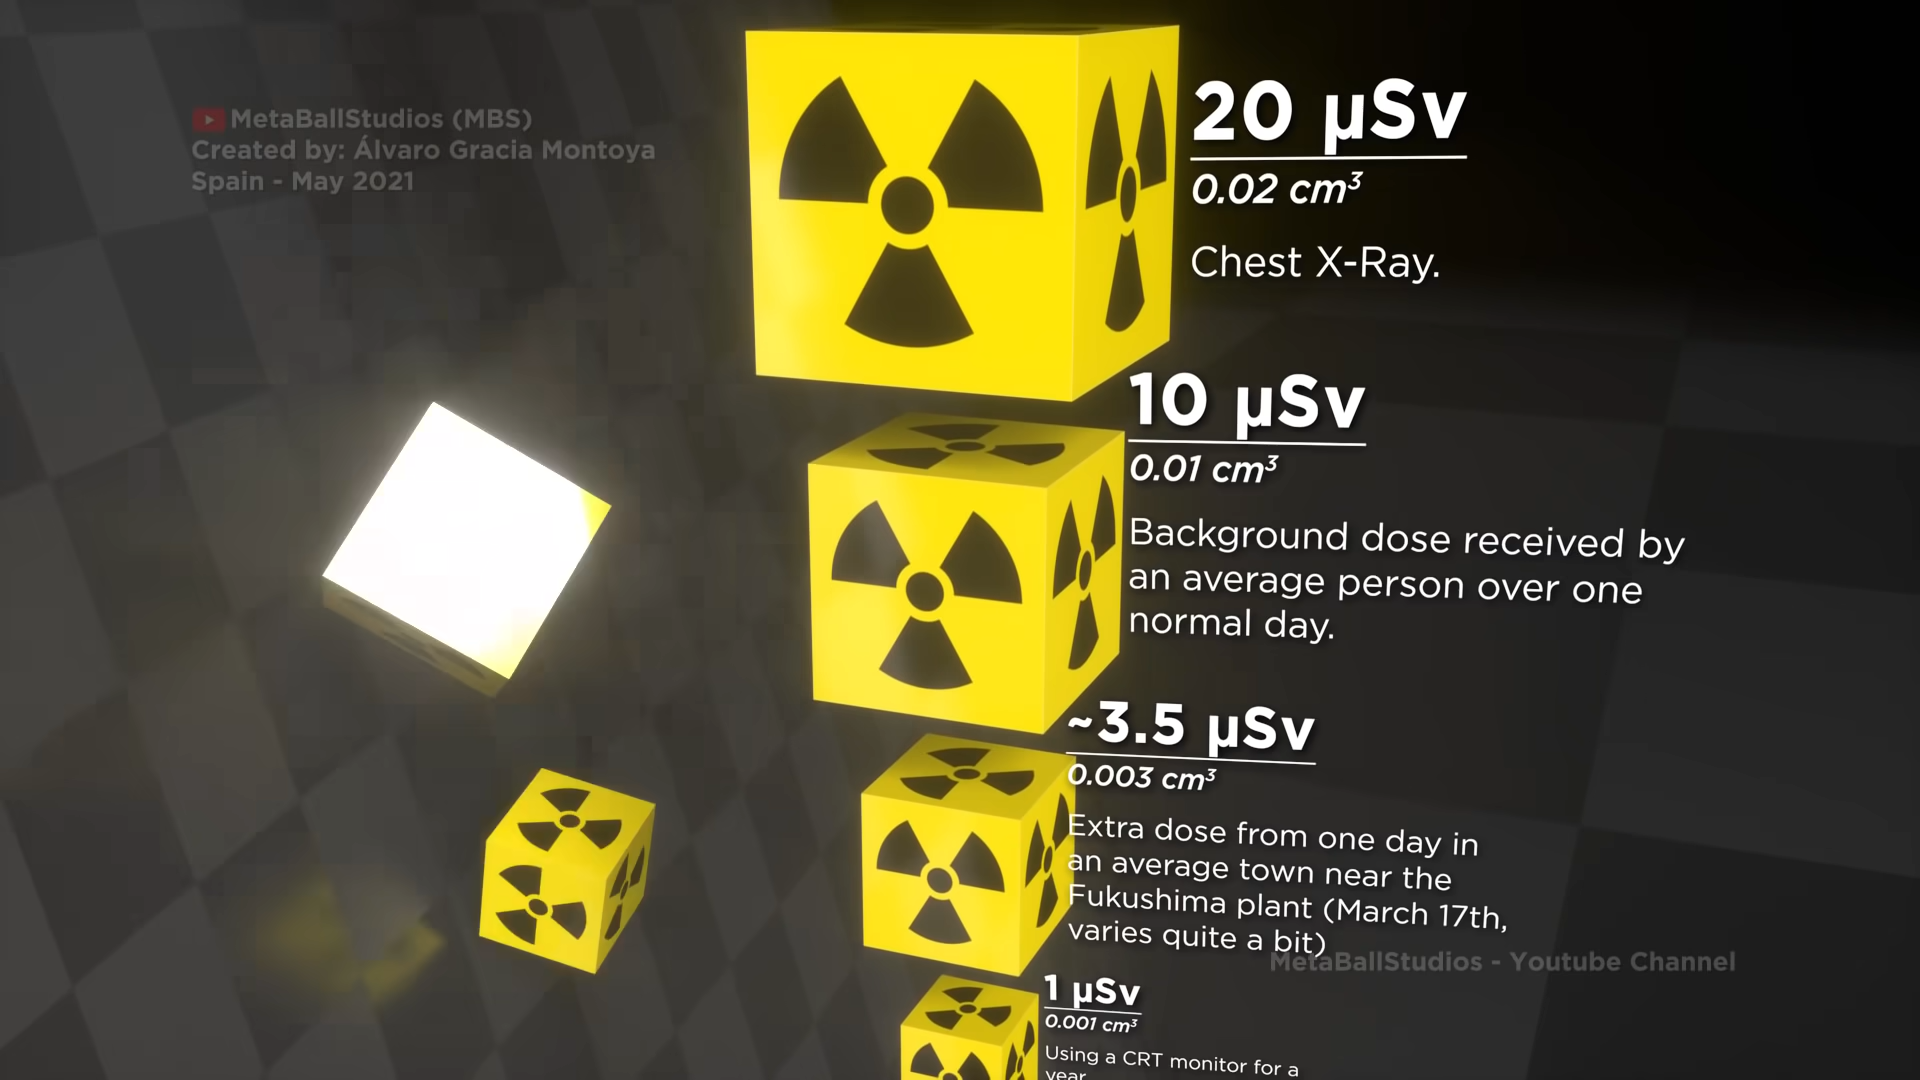 MetaBallStudios (MBS)
Created by: Álvaro Gracia Montoya
Spain - May 2021
20 µSv
0.02 cm³
Chest X-Ray.
10 µSv
0.01 cm³
Background dose received by
an average person over one
normal day.
~3.5 µSv
0.003 cm³
Extra dose from one day in
an average town near the
Fukushima plant (March 17th,
varies quite a bit)
MetaBallStudios - Youtube Channel
1 µSv
0.001 cm³
Using a CRT monitor for a
year